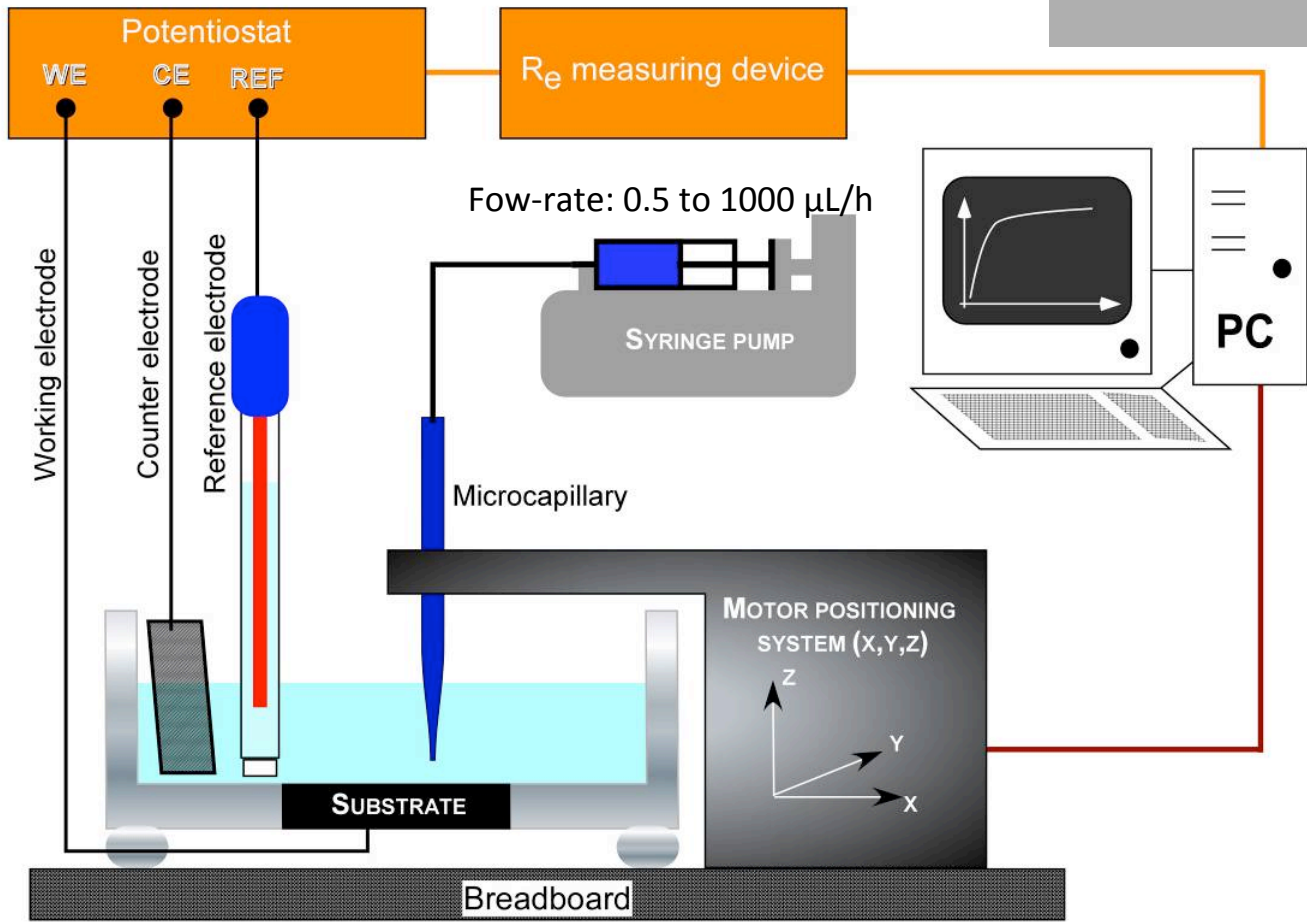 Potentiostat
WE CE REF
Re measuring device
Fow-rate: 0.5 to 1000 µL/h
Working electrode
Counter electrode
Reference electrode
SYRINGE PUMP
PC
Microcapillary
MOTOR POSITIONING
SYSTEM (X,Y,Z)
Z
Y
X
SUBSTRATE
Breadboard